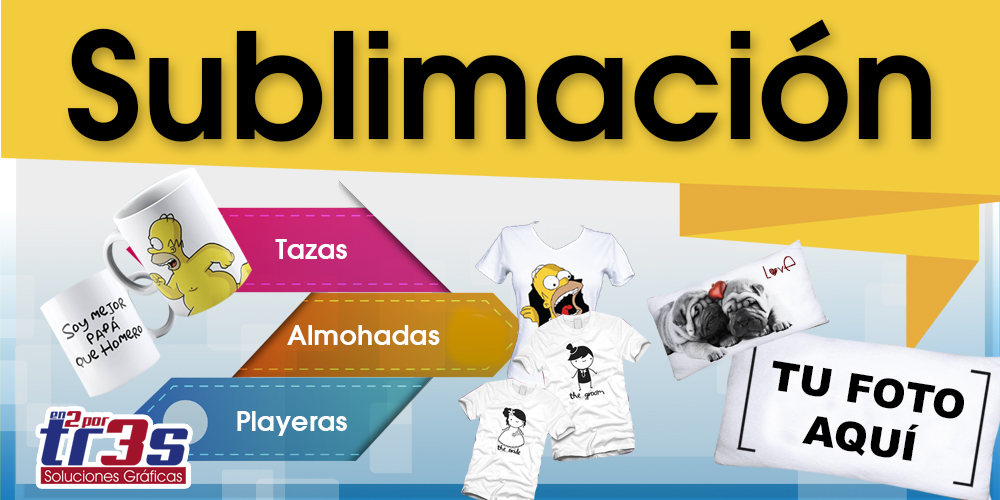 Sublimación
Tazas
Almohadas
Playeras
Soy mejor
PAPÁ
que Homero
the groom
the bride
Love
TU FOTO
AQUÍ
en 2 por
tr3s
Soluciones Gráficas